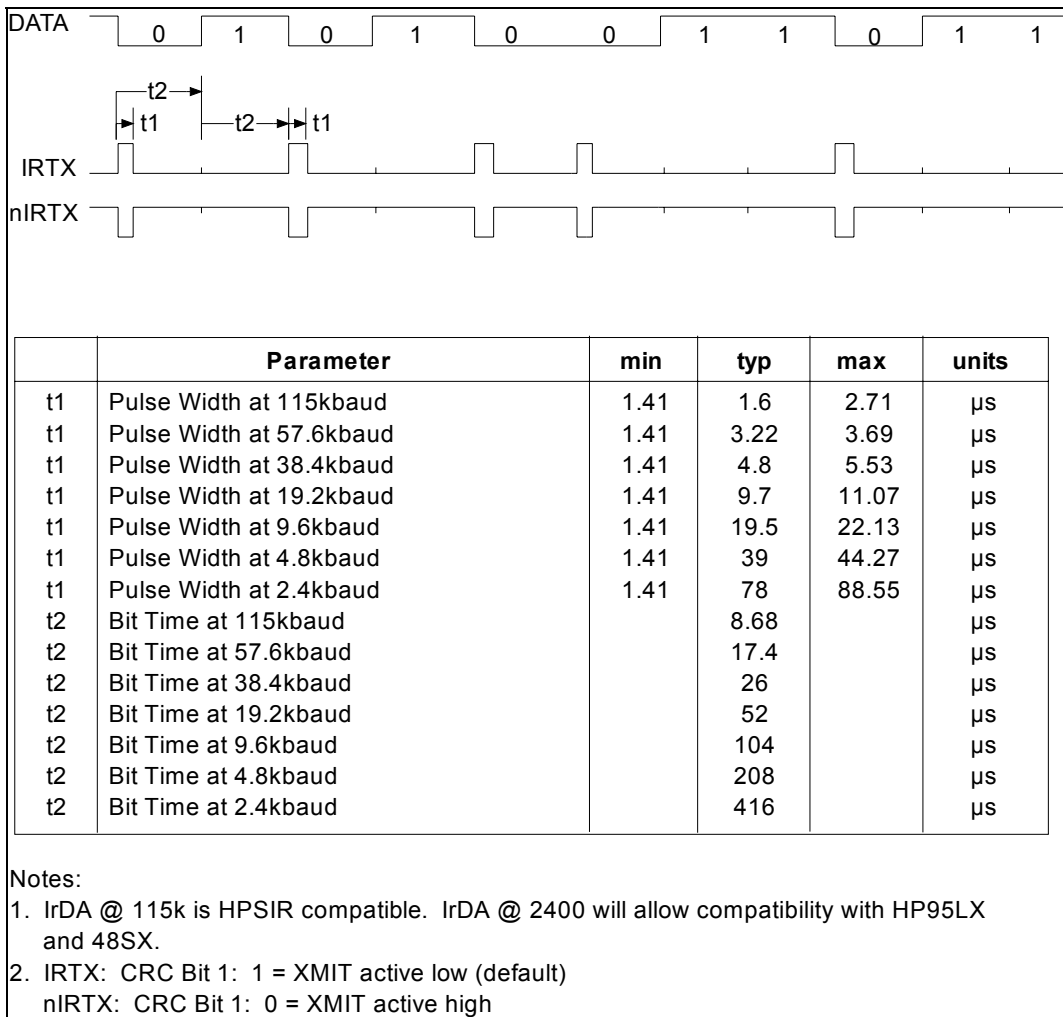 DATA 0 1 0 1 0 0 1 1 0 1 1
t2
t1 t2 t1
IRTX
nIRTX
Parameter min typ max units
t1 Pulse Width at 115kbaud 1.41 1.6 2.71 µs
t1 Pulse Width at 57.6kbaud 1.41 3.22 3.69 µs
t1 Pulse Width at 38.4kbaud 1.41 4.8 5.53 µs
t1 Pulse Width at 19.2kbaud 1.41 9.7 11.07 µs
t1 Pulse Width at 9.6kbaud 1.41 19.5 22.13 µs
t1 Pulse Width at 4.8kbaud 1.41 39 44.27 µs
t1 Pulse Width at 2.4kbaud 1.41 78 88.55 µs
t2 Bit Time at 115kbaud 8.68 µs
t2 Bit Time at 57.6kbaud 17.4 µs
t2 Bit Time at 38.4kbaud 26 µs
t2 Bit Time at 19.2kbaud 52 µs
t2 Bit Time at 9.6kbaud 104 µs
t2 Bit Time at 4.8kbaud 208 µs
t2 Bit Time at 2.4kbaud 416 µs
Notes:
1. IrDA @ 115k is HPSIR compatible. IrDA @ 2400 will allow compatibility with HP95LX
and 48SX.
2. IRTX: CRC Bit 1: 1 = XMIT active low (default)
nIRTX: CRC Bit 1: 0 = XMIT active high